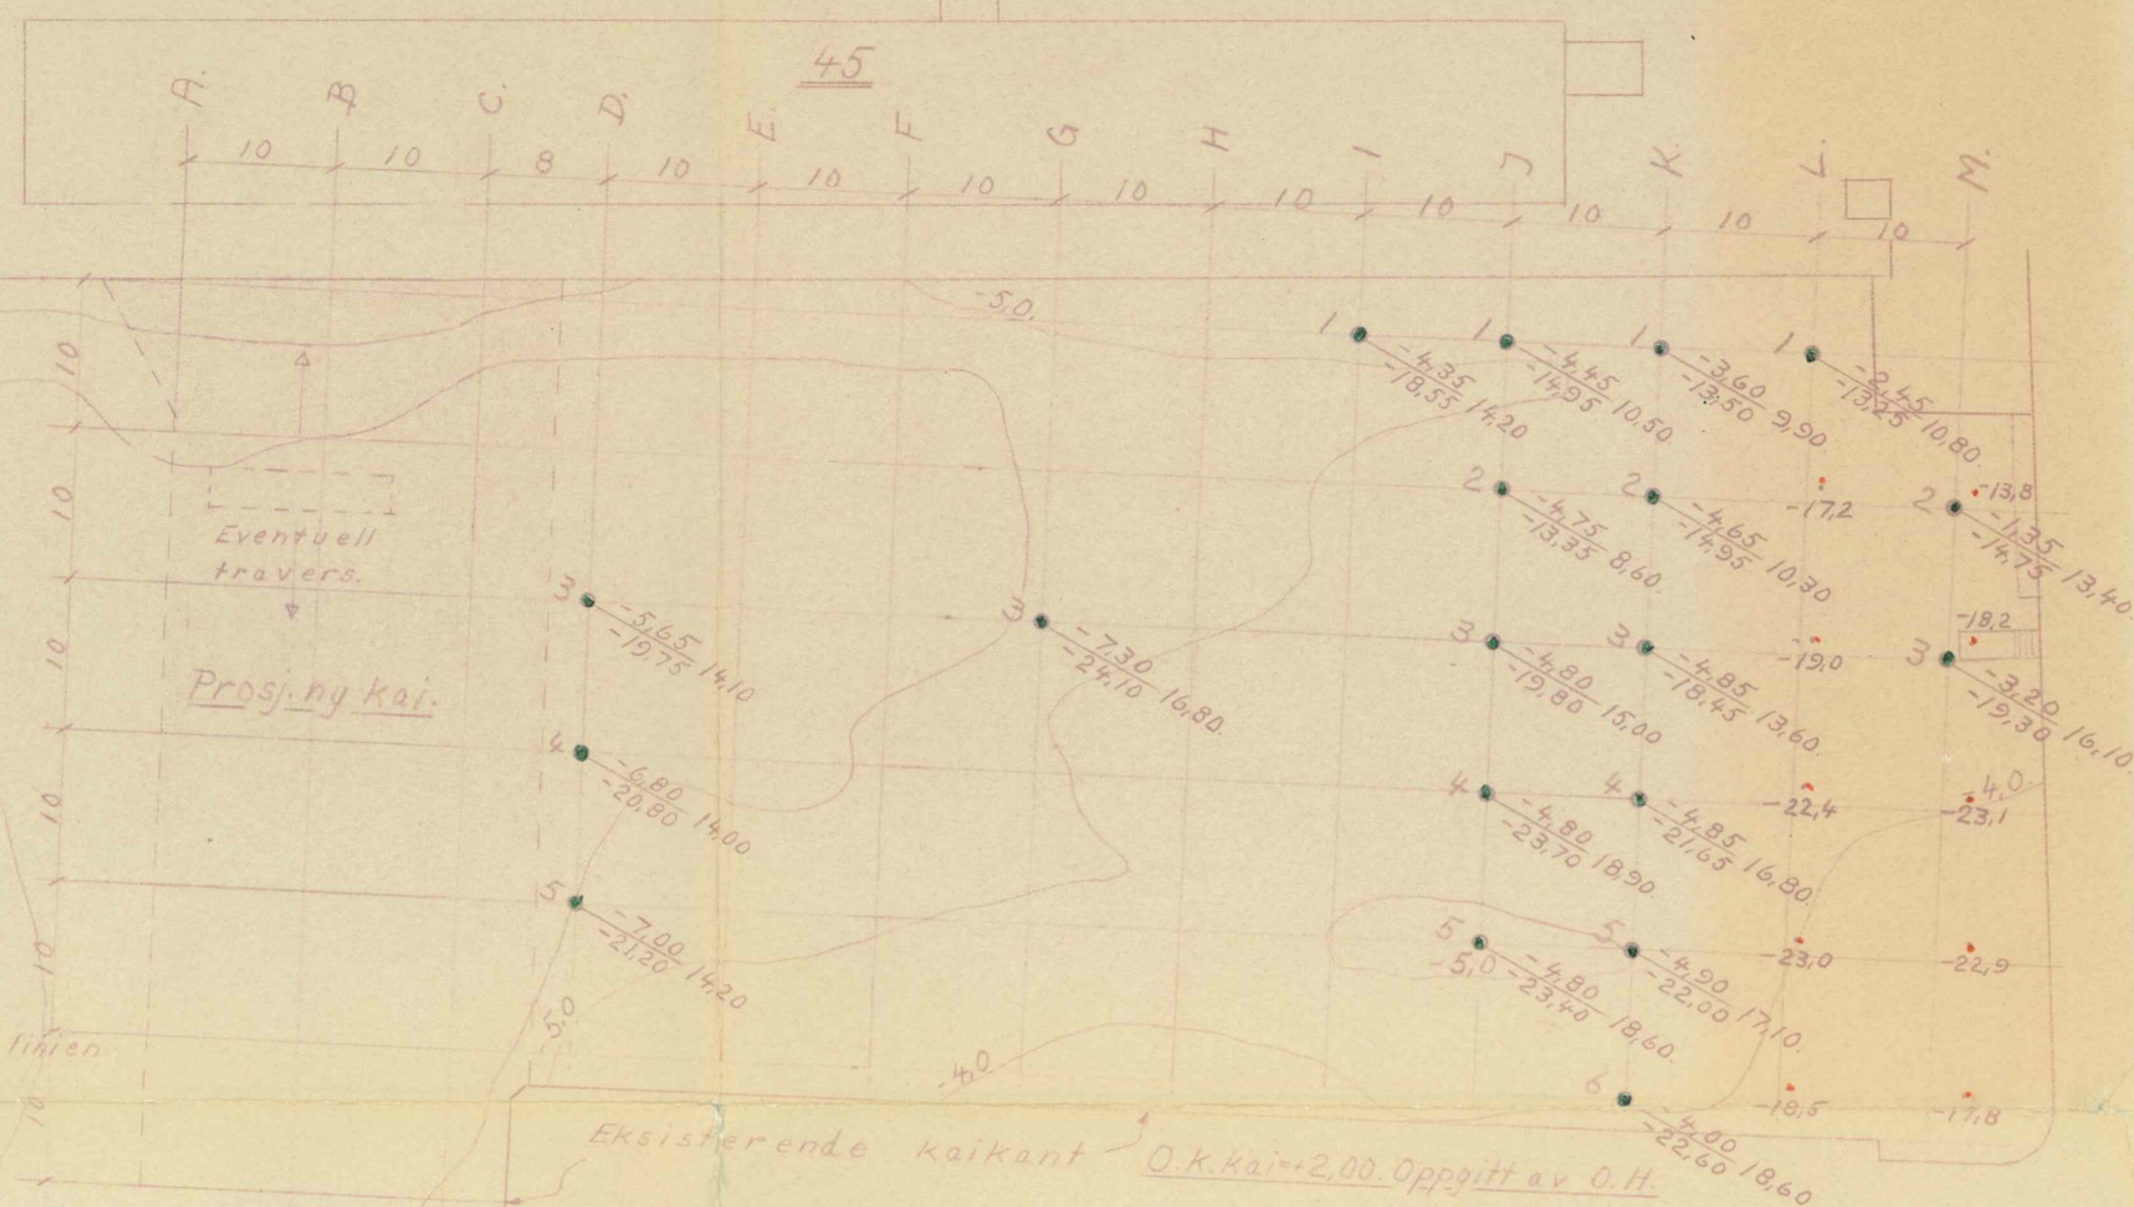 45
A. B C. D. E. F G H I J K. L. M.
10 10 8 10 10 10 10 10 10 10 10 10
-5,0.
10
1 -4,35 -18,55 14,20
1 -4,45 -14,95 10,50
1 -3,60 -13,50 9,90
1 -2,45 -13,25 10,80
10
2 -4,75 -13,35 8,60
2 -4,65 -14,95 10,30
-17,2
-13,8
2 -1,35 -14,75 13,40
Eventuell
travers.
10
3 -5,65 -19,75 14,10
3 -7,30 -24,10 16,80
3 -4,80 -19,80 15,00
3 -4,85 -18,45 13,60
-19,0
-18,2
3 -3,20 -19,30 16,10
Prosj. ny kai.
10
4 -6,80 -20,80 14,00
4 -4,80 -23,70 18,90
4 -4,85 -21,65 16,80
-22,4
-4,0
-23,1
10
5 -7,00 -21,20 14,20
5 -4,80 -23,40 18,60
-5,0
5 -4,90 -22,00 17,10
-23,0
-22,9
-5,0
linien
-4,0
10
6 -4,00 -22,60 18,60
-18,5
-17,8
Eksisterende kaikant
O.K. kai=+2,00. Oppgitt av O.H.